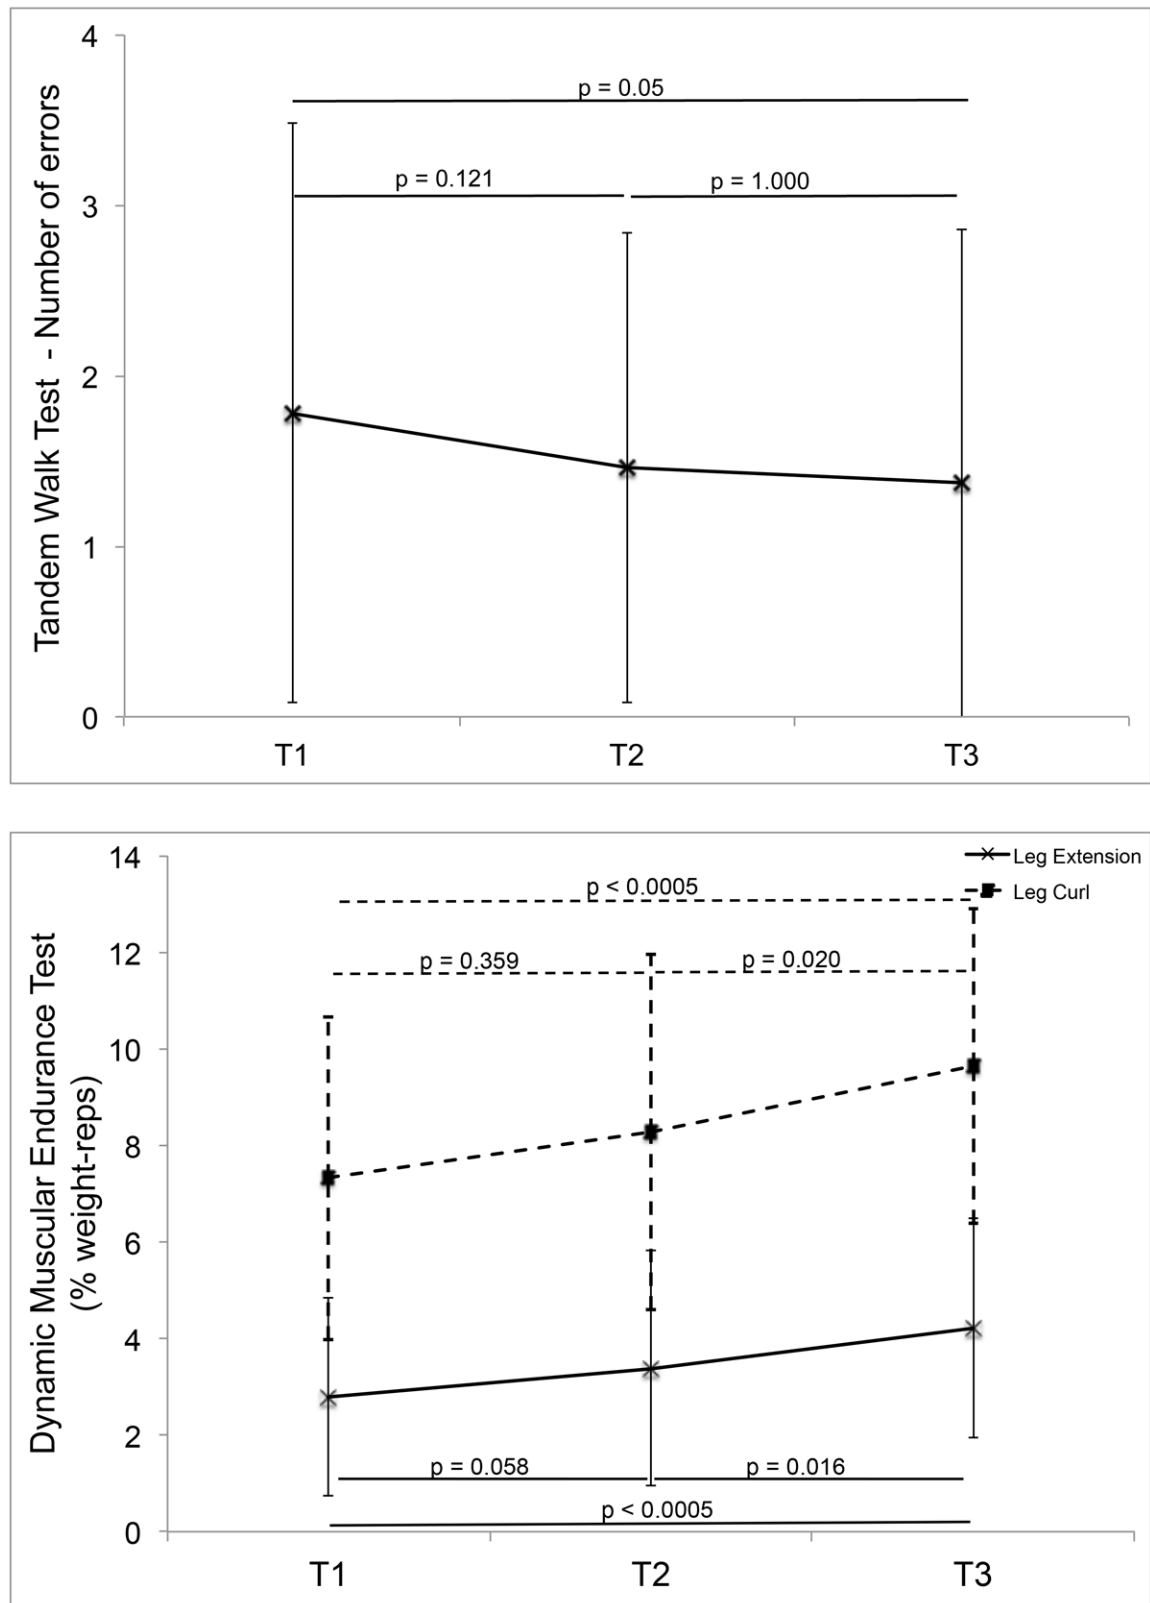 Tandem Walk Test - Number of errors
4
3
2
1
0
p = 0.05
p = 0.121
p = 1.000
T1
T2
T3
Dynamic Muscular Endurance Test
(% weight-reps)
14
12
10
8
6
4
2
0
Leg Extension
Leg Curl
p < 0.0005
p = 0.359
p = 0.020
p = 0.058
p = 0.016
p < 0.0005
T1
T2
T3